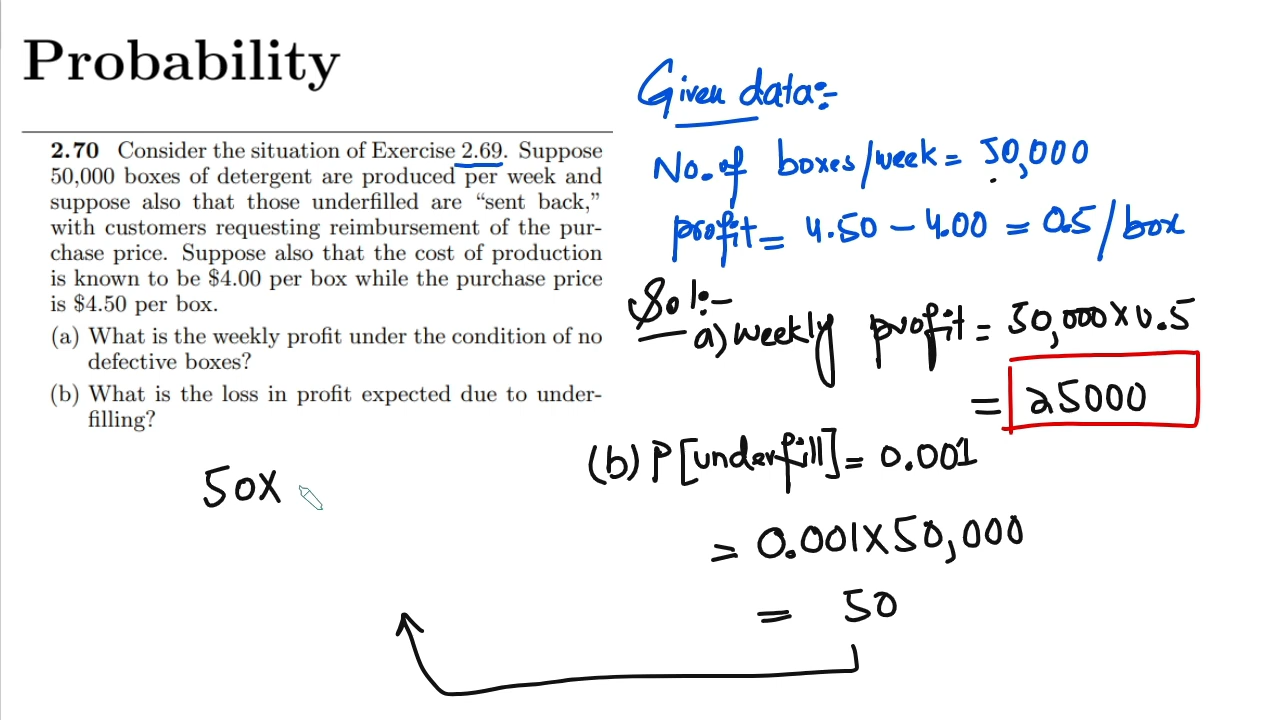 Probability
2.70 Consider the situation of Exercise 2.69. Suppose
50,000 boxes of detergent are produced per week and
suppose also that those underfilled are “sent back,”
with customers requesting reimbursement of the pur-
chase price. Suppose also that the cost of production
is known to be $4.00 per box while the purchase price
is $4.50 per box.
(a) What is the weekly profit under the condition of no
defective boxes?
(b) What is the loss in profit expected due to under-
filling?
Given data:-
No. of boxes/week = 50,000
profit = 4.50 - 4.00 = 0.5/box
Sol:-
a) weekly profit = 50,000 x 0.5
= 25000
(b) P[underfill] = 0.001
= 0.001 x 50,000
= 50
50x